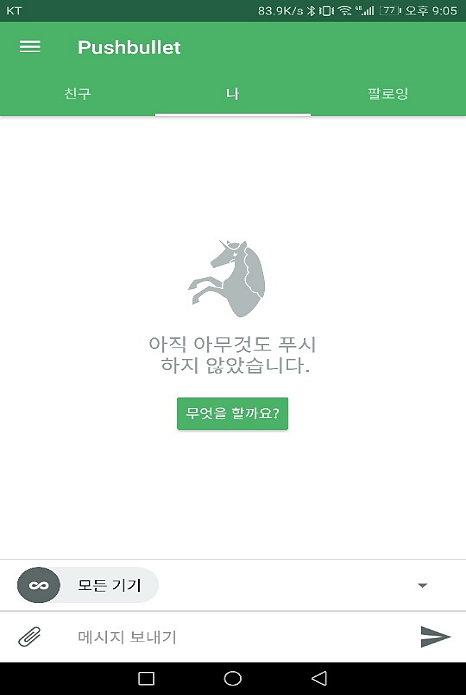 KT 83.9K/s 77 오후 9:05
Pushbullet
친구 나 팔로잉
아직 아무것도 푸시
하지 않았습니다.
무엇을 할까요?
모든 기기
메시지 보내기